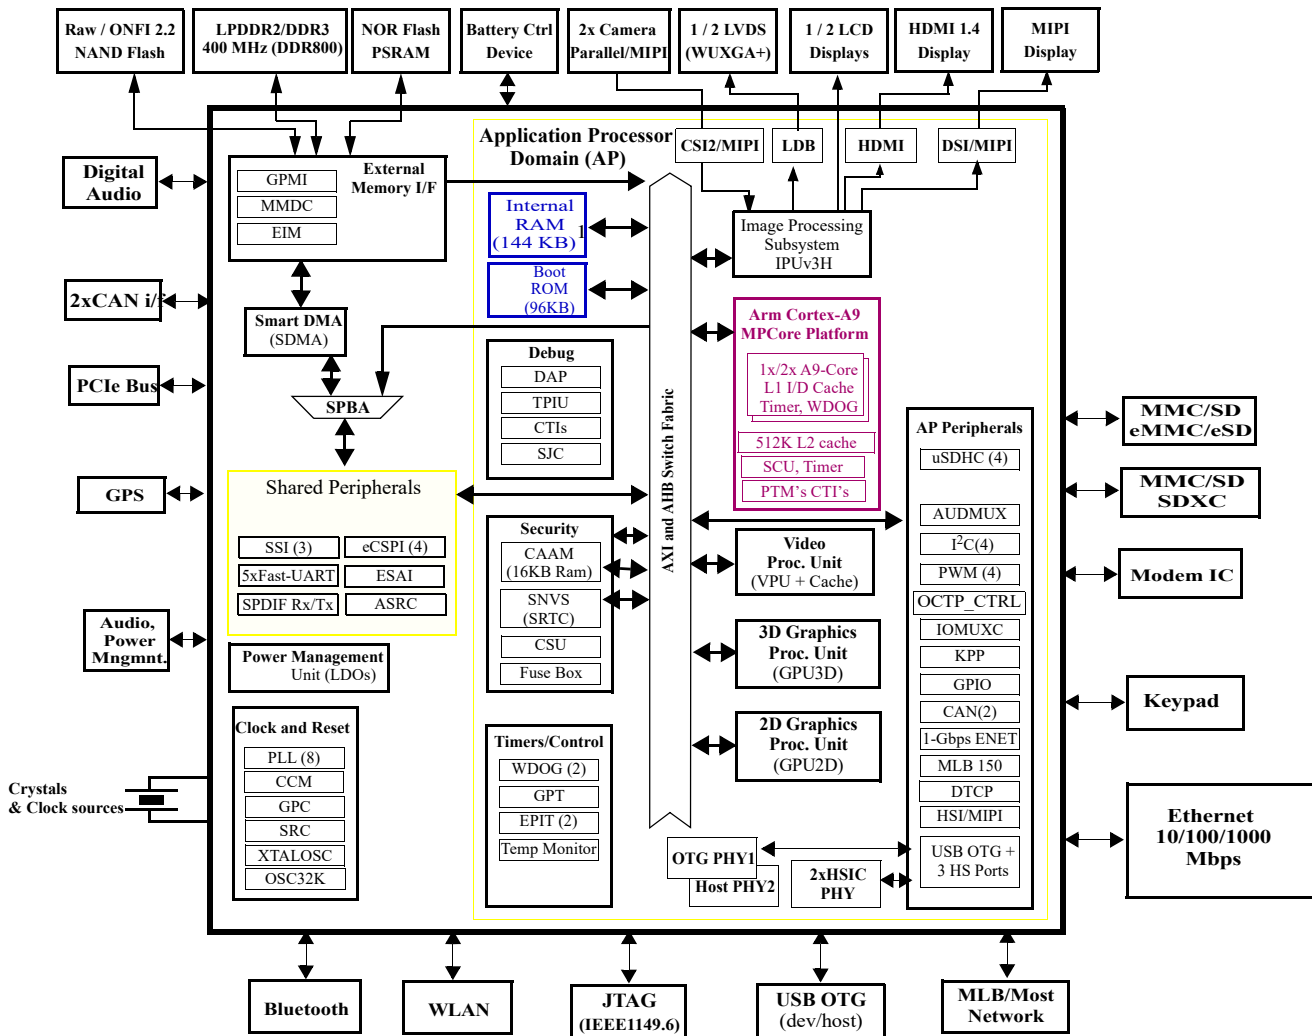 Raw / ONFI 2.2
NAND Flash
LPDDR2/DDR3
400 MHz (DDR800)
NOR Flash
PSRAM
Battery Ctrl
Device
2x Camera
Parallel/MIPI
1 / 2 LVDS
(WUXGA+)
1 / 2 LCD
Displays
HDMI 1.4
Display
MIPI
Display
Digital
Audio
2xCAN i/f
PCIe Bus
GPS
Audio,
Power
Mngmnt.
Crystals
& Clock sources
External
Memory I/F
GPMI
MMDC
EIM
Smart DMA
(SDMA)
SPBA
Shared Peripherals
SSI (3)
eCSPI (4)
5xFast-UART
ESAI
SPDIF Rx/Tx
ASRC
Power Management
Unit (LDOs)
Clock and Reset
PLL (8)
CCM
GPC
SRC
XTALOSC
OSC32K
Application Processor
Domain (AP)
Internal
RAM
(144 KB) 1
Boot
ROM
(96KB)
Debug
DAP
TPIU
CTIs
SJC
Security
CAAM
(16KB Ram)
SNVS
(SRTC)
CSU
Fuse Box
Timers/Control
WDOG (2)
GPT
EPIT (2)
Temp Monitor
AXI and AHB Switch Fabric
CSI2/MIPI
LDB
HDMI
DSI/MIPI
Image Processing
Subsystem
IPUv3H
Arm Cortex-A9
MPCore Platform
1x/2x A9-Core
L1 I/D Cache
Timer, WDOG
512K L2 cache
SCU, Timer
PTM's CTI's
Video
Proc. Unit
(VPU + Cache)
3D Graphics
Proc. Unit
(GPU3D)
2D Graphics
Proc. Unit
(GPU2D)
OTG PHY1
Host PHY2
2xHSIC
PHY
AP Peripherals
uSDHC (4)
AUDMUX
I2C(4)
PWM (4)
OCTP_CTRL
IOMUXC
KPP
GPIO
CAN(2)
1-Gbps ENET
MLB 150
DTCP
HSI/MIPI
USB OTG +
3 HS Ports
MMC/SD
eMMC/eSD
MMC/SD
SDXC
Modem IC
Keypad
Ethernet
10/100/1000
Mbps
Bluetooth
WLAN
JTAG
(IEEE1149.6)
USB OTG
(dev/host)
MLB/Most
Network